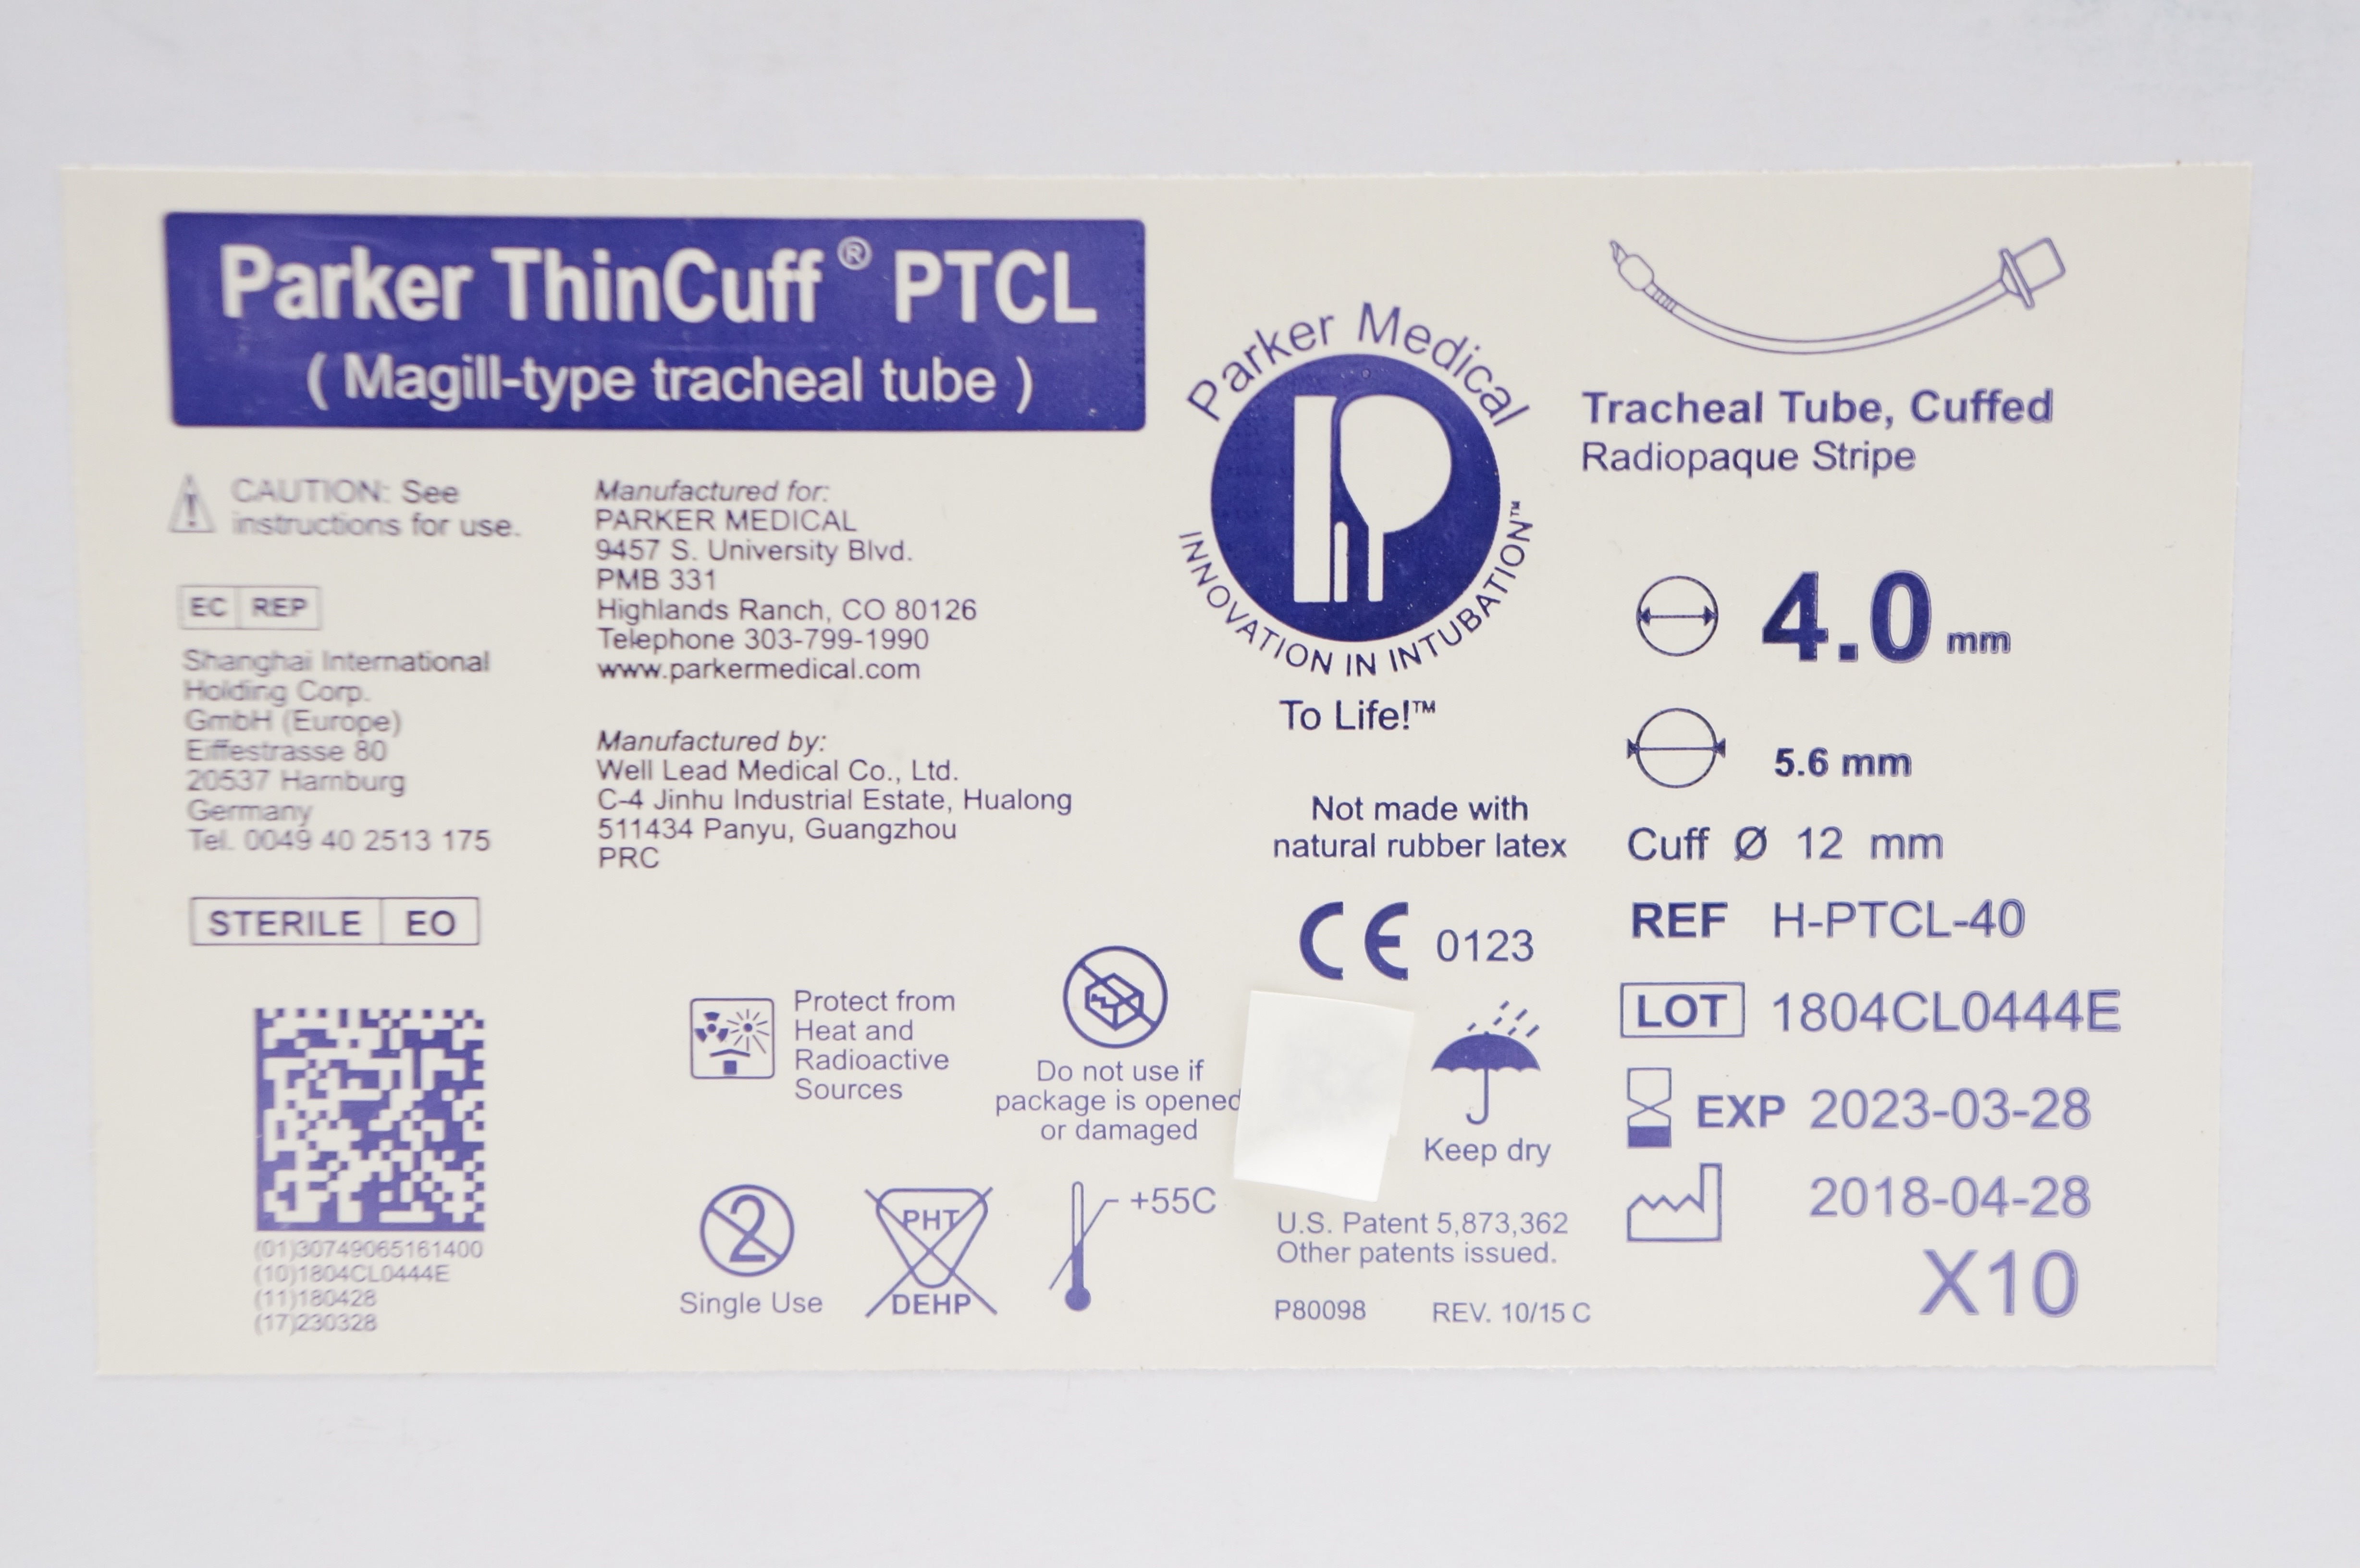 Parker ThinCuff® PTCL
( Magill-type tracheal tube )
CAUTION: See
instructions for use.
EC REP
Shanghai International
Holding Corp.
GmbH (Europe)
Eiffestrasse 80
20537 Hamburg
Germany
Tel. 0049 40 2513 175
STERILE EO
(01)30749065161400
(10)1804CL0444E
(11)180428
(17)230328
Manufactured for:
PARKER MEDICAL
9457 S. University Blvd.
PMB 331
Highlands Ranch, CO 80126
Telephone 303-799-1990
www.parkermedical.com
Manufactured by:
Well Lead Medical Co., Ltd.
C-4 Jinhu Industrial Estate, Hualong
511434 Panyu, Guangzhou
PRC
Protect from
Heat and
Radioactive
Sources
Do not use if
package is opened
or damaged
2
Single Use
PHT
DEHP
+55C
Parker Medical
INNOVATION IN INTUBATION™
To Life!™
Not made with
natural rubber latex
CE 0123
Keep dry
U.S. Patent 5,873,362
Other patents issued.
P80098 REV. 10/15 C
Tracheal Tube, Cuffed
Radiopaque Stripe
4.0 mm
5.6 mm
Cuff Ø 12 mm
REF H-PTCL-40
LOT 1804CL0444E
EXP 2023-03-28
2018-04-28
X10